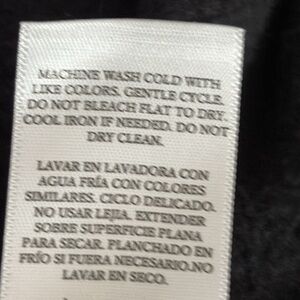 MACHINE WASH COLD WITH
LIKE COLORS. GENTLE CYCLE.
DO NOT BLEACH FLAT TO DRY.
COOL IRON IF NEEDED. DO NOT
DRY CLEAN.
LAVAR EN LAVADORA CON
AGUA FRÍA CON COLORES
SIMILARES. CICLO DELICADO.
NO USAR LEJIA. EXTENDER
SOBRE SUPERFICIE PLANA
PARA SECAR. PLANCHADO EN
FRÍO SI FUERA NECESARIO.NO
LAVAR EN SECO.